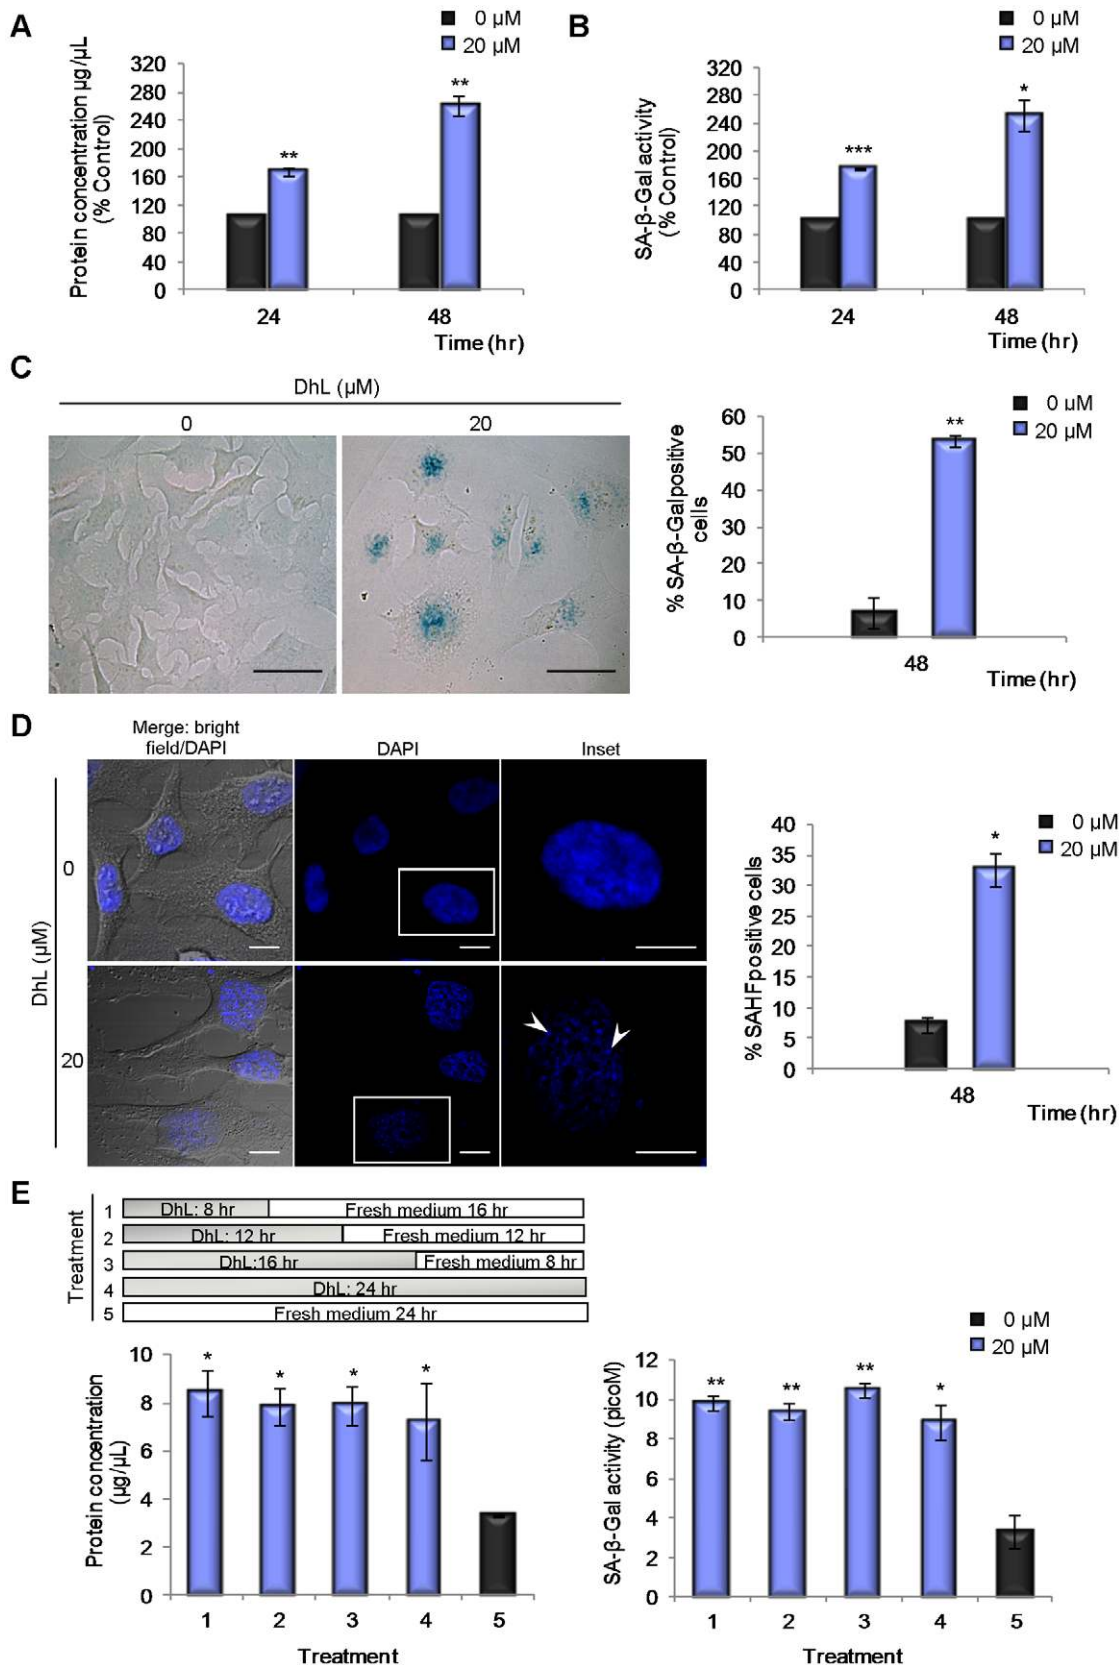 A
0 µM
20 µM
Protein concentration µg/µL
(% Control)
320
280
240
200
160
120
80
40
0
**
**
24
48
Time (hr)
B
0 µM
20 µM
SA-β-Gal activity
(% Control)
320
280
240
200
160
120
80
40
0
***
*
24
48
Time (hr)
C
DhL (µM)
0
20
0 µM
20 µM
% SA-β-Galpositive
cells
60
50
40
30
20
10
0
**
48
Time (hr)
D
Merge: bright
field/DAPI
DAPI
Inset
DhL (µM)
0
20
0 µM
20 µM
% SAHFpositive cells
40
35
30
25
20
15
10
5
0
*
48
Time (hr)
E
Treatment
1 DhL: 8 hr Fresh medium 16 hr
2 DhL: 12 hr Fresh medium 12 hr
3 DhL:16 hr Fresh medium 8 hr
4 DhL: 24 hr
5 Fresh medium 24 hr
Protein concentration
(µg/µL)
10
8
6
4
2
0
* * * *
1 2 3 4 5
Treatment
0 µM
20 µM
SA-β-Gal activity (picoM)
12
10
8
6
4
2
0
** ** ** *
1 2 3 4 5
Treatment